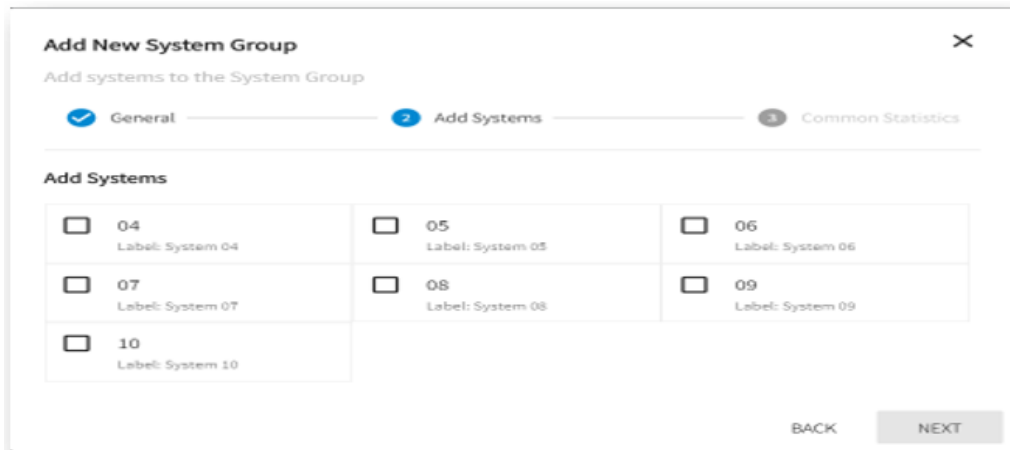 Add New System Group
Add systems to the System Group
General 2 Add Systems 3 Common Statistics
Add Systems
04 05 06
Label: System 04 Label: System 05 Label: System 06
07 08 09
Label: System 07 Label: System 08 Label: System 09
10
Label: System 10
BACK NEXT